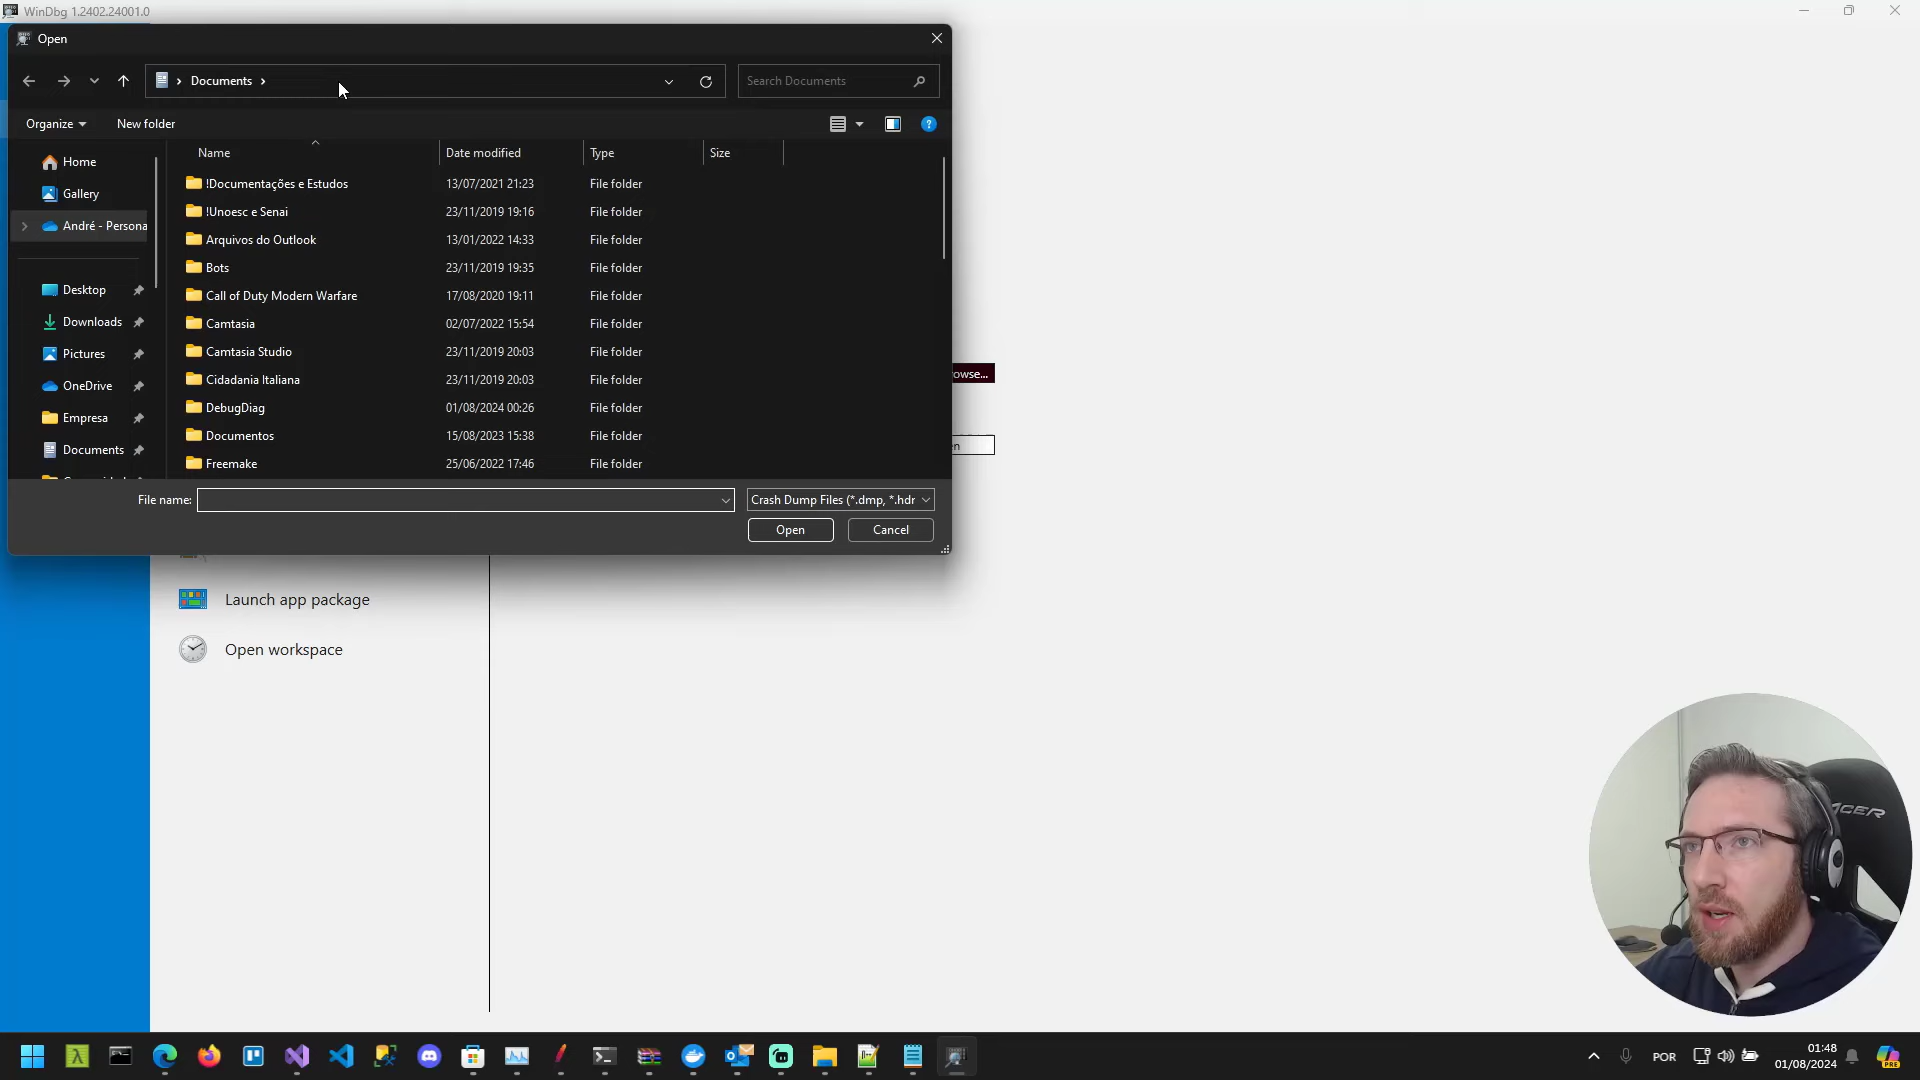 WinDbg 1.2402.24001.0
Open
Documents
Search Documents
Organize
New folder
Name
Date modified
Type
Size
Home
Gallery
André - Persona
Desktop
Downloads
Pictures
OneDrive
Empresa
Documents
!Documentações e Estudos 13/07/2021 21:23 File folder
!Unoesc e Senai 23/11/2019 19:16 File folder
Arquivos do Outlook 13/01/2022 14:33 File folder
Bots 23/11/2019 19:35 File folder
Call of Duty Modern Warfare 17/08/2020 19:11 File folder
Camtasia 02/07/2022 15:54 File folder
Camtasia Studio 23/11/2019 20:03 File folder
Cidadania Italiana 23/11/2019 20:03 File folder
DebugDiag 01/08/2024 00:26 File folder
Documentos 15/08/2023 15:38 File folder
Freemake 25/06/2022 17:46 File folder
owse...
en
File name:
Crash Dump Files (*.dmp, *.hdr
Open
Cancel
Launch app package
Open workspace
ACER
POR
01:48
01/08/2024
PRE